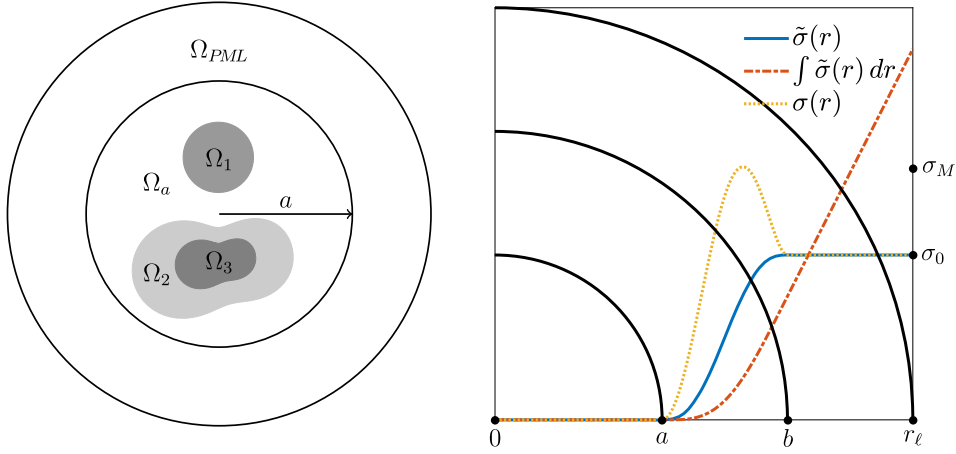 Ω_PML
Ω_1
Ω_a
a
Ω_2
Ω_3
σ̃(r)
∫ σ̃(r) dr
σ(r)
σ_M
σ_0
0
a
b
r_ℓ